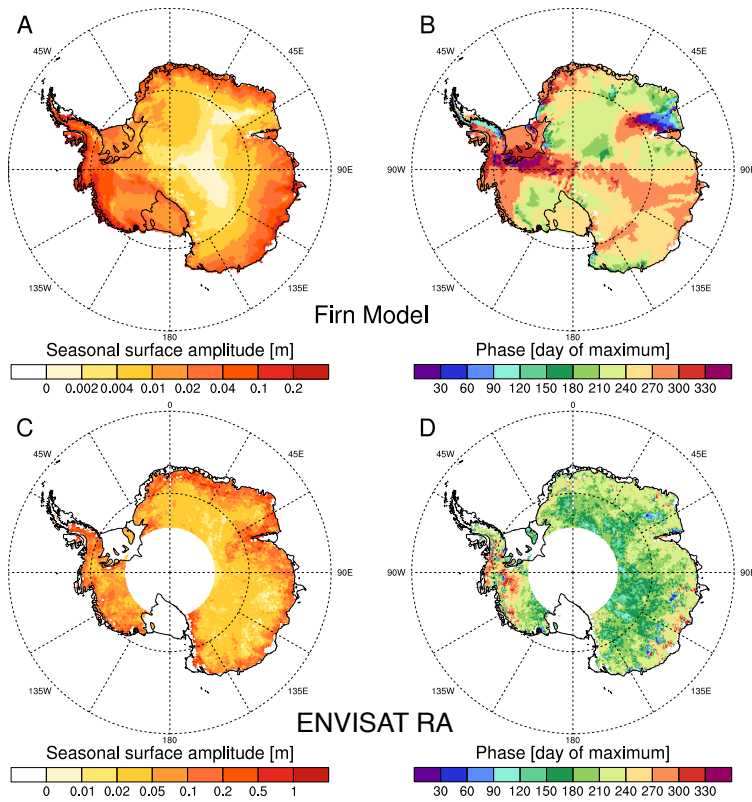 A
B
45W
45E
45E
90E
90W
135W
135E
135W
135E
180
180
Firn Model
Seasonal surface amplitude [m]
Phase [day of maximum]
0 0.002 0.004 0.01 0.02 0.04 0.1 0.2
30 60 90 120 150 180 210 240 270 300 330
C
0
D
0
45W
45E
45W
45E
90E
90W
90E
135W
135E
135W
135E
180
180
ENVISAT RA
Seasonal surface amplitude [m]
Phase [day of maximum]
0 0.01 0.02 0.05 0.1 0.2 0.5 1
30 60 90 120 150 180 210 240 270 300 330